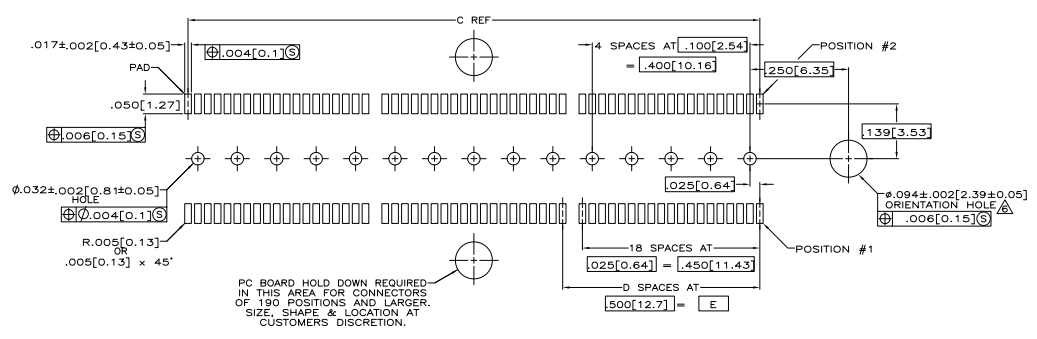 C REF
.017±.002[0.43±0.05]
⌖ .004[0.1]Ⓢ
4 SPACES AT .100[2.54]
= .400[10.16]
POSITION #2
PAD
.250[6.35]
.050[1.27]
⌖ .006[0.15]Ⓢ
.139[3.53]
Ø.032±.002[0.81±0.05]
HOLE
⌖ Ø.004[0.1]Ⓢ
.025[0.64]
ø.094±.002[2.39±0.05]
ORIENTATION HOLE 6
⌖ .006[0.15]Ⓢ
R.005[0.13]
OR
.005[0.13] x 45°
18 SPACES AT
.025[0.64] = .450[11.43]
POSITION #1
D SPACES AT
.500[12.7] = E
PC BOARD HOLD DOWN REQUIRED
IN THIS AREA FOR CONNECTORS
OF 190 POSITIONS AND LARGER.
SIZE, SHAPE & LOCATION AT
CUSTOMERS DISCRETION.